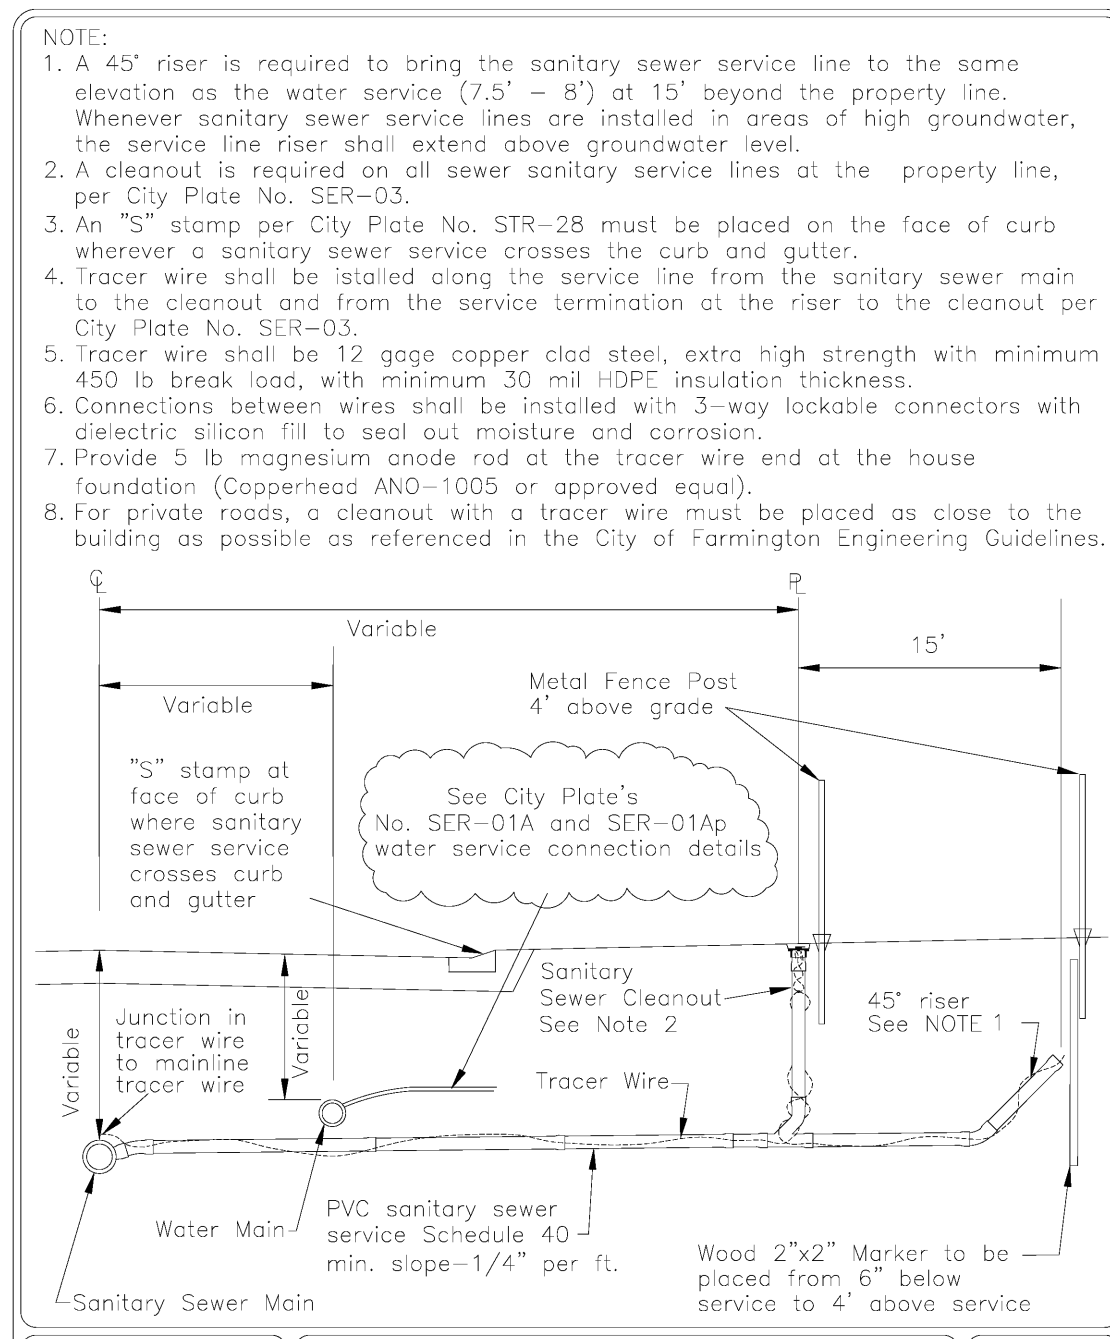 NOTE:
1. A 45° riser is required to bring the sanitary sewer service line to the same
elevation as the water service (7.5' – 8') at 15' beyond the property line.
Whenever sanitary sewer service lines are installed in areas of high groundwater,
the service line riser shall extend above groundwater level.
2. A cleanout is required on all sewer sanitary service lines at the property line,
per City Plate No. SER–03.
3. An "S" stamp per City Plate No. STR–28 must be placed on the face of curb
wherever a sanitary sewer service crosses the curb and gutter.
4. Tracer wire shall be istalled along the service line from the sanitary sewer main
to the cleanout and from the service termination at the riser to the cleanout per
City Plate No. SER–03.
5. Tracer wire shall be 12 gage copper clad steel, extra high strength with minimum
450 lb break load, with minimum 30 mil HDPE insulation thickness.
6. Connections between wires shall be installed with 3–way lockable connectors with
dielectric silicon fill to seal out moisture and corrosion.
7. Provide 5 lb magnesium anode rod at the tracer wire end at the house
foundation (Copperhead ANO–1005 or approved equal).
8. For private roads, a cleanout with a tracer wire must be placed as close to the
building as possible as referenced in the City of Farmington Engineering Guidelines.
CL
PL
Variable
15'
Variable
Metal Fence Post
4' above grade
"S" stamp at
face of curb
where sanitary
sewer service
crosses curb
and gutter
See City Plate's
No. SER–01A and SER–01Ap
water service connection details
Sanitary
Sewer Cleanout
See Note 2
45° riser
See NOTE 1
Junction in
tracer wire
to mainline
tracer wire
Variable
Variable
Tracer Wire
Water Main
PVC sanitary sewer
service Schedule 40
min. slope–1/4" per ft.
Sanitary Sewer Main
Wood 2"x2" Marker to be
placed from 6" below
service to 4' above service